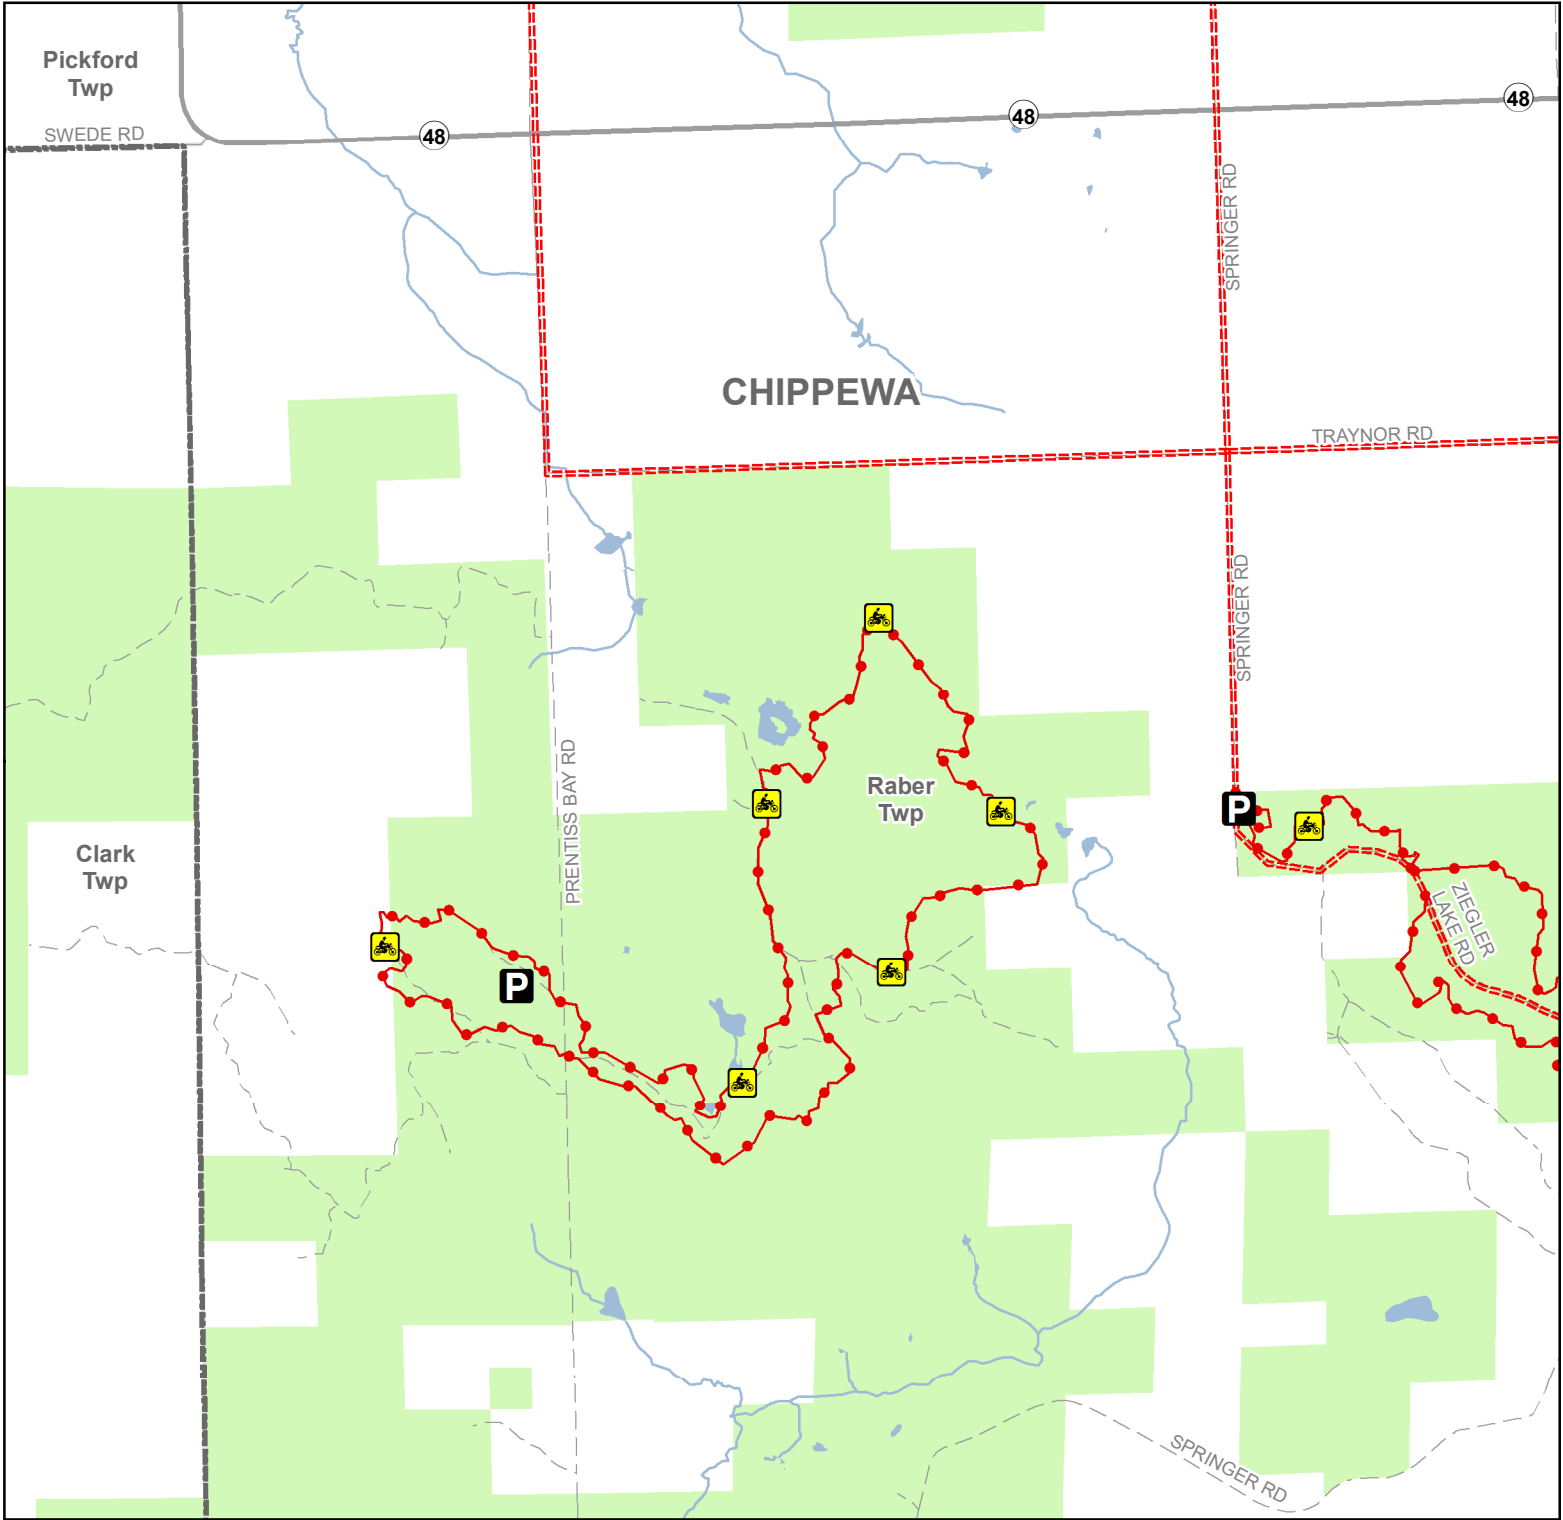 Pickford
Twp
SWEDE RD
48
48
48
SPRINGER RD
CHIPPEWA
TRAYNOR RD
SPRINGER RD
PRENTISS BAY RD
Raber
Twp
P
Clark
Twp
ZIEGLER
LAKE RD
P
SPRINGER RD